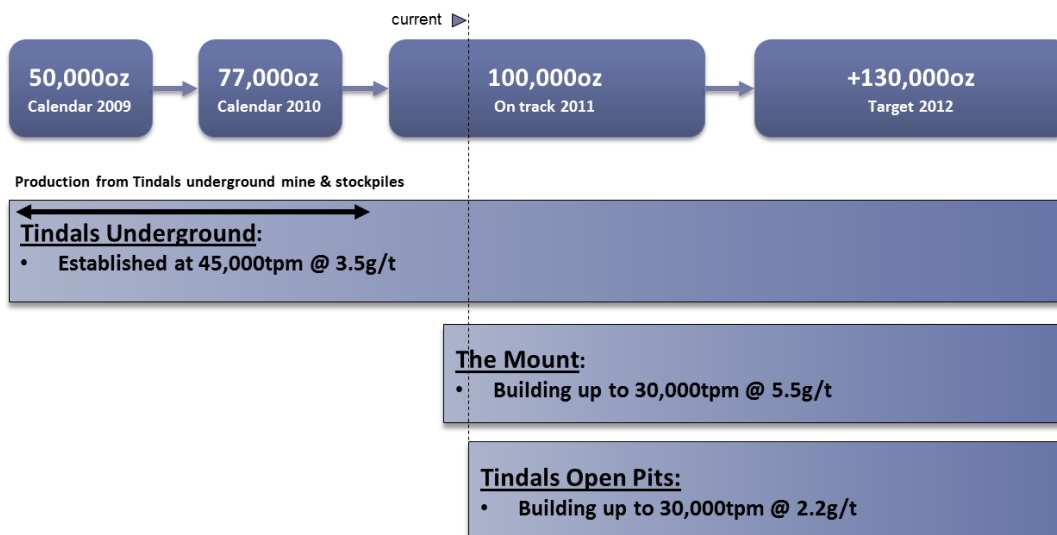 current
50,000oz
Calendar 2009
77,000oz
Calendar 2010
100,000oz
On track 2011
+130,000oz
Target 2012
Production from Tindals underground mine & stockpiles
Tindals Underground:
• Established at 45,000tpm @ 3.5g/t
The Mount:
• Building up to 30,000tpm @ 5.5g/t
Tindals Open Pits:
• Building up to 30,000tpm @ 2.2g/t